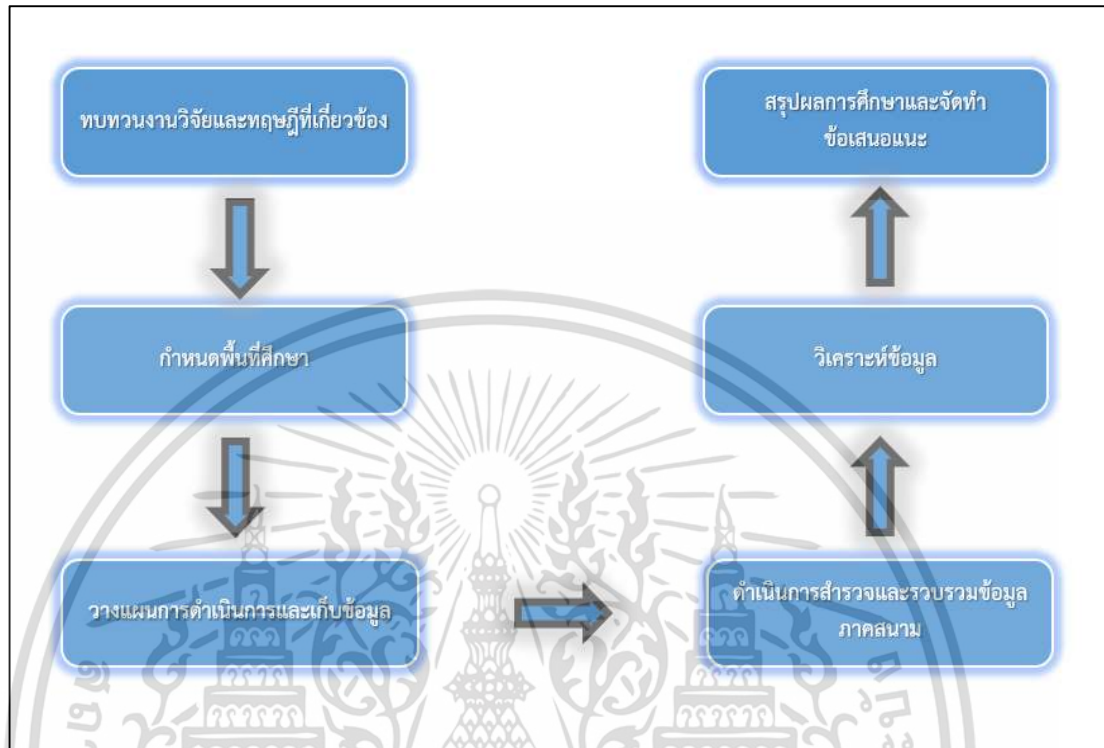 ทบทวนงานวิจัยและทฤษฎีที่เกี่ยวข้อง
กำหนดพื้นที่ศึกษา
วางแผนการดำเนินการและเก็บข้อมูล
ดำเนินการสำรวจและรวบรวมข้อมูล
ภาคสนาม
วิเคราะห์ข้อมูล
สรุปผลการศึกษาและจัดทำ
ข้อเสนอแนะ